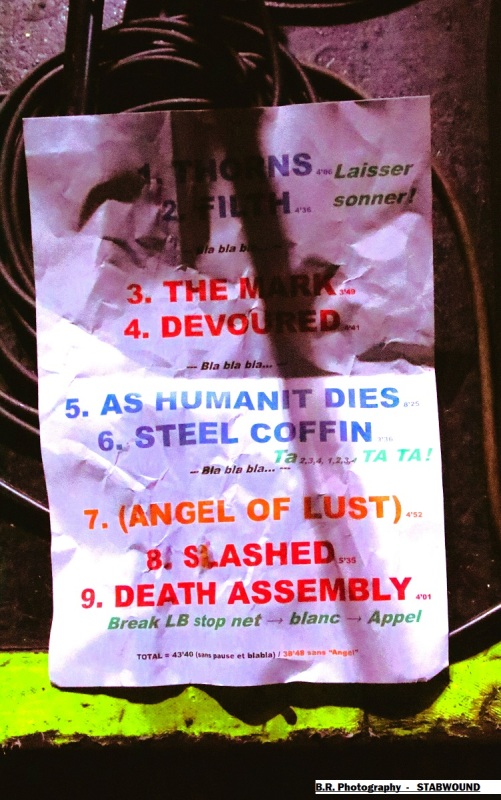 1. THORNS 4'06 Laisser
2. FILTH 4'35 sonner!
--- Bla bla bla...
3. THE MARK 3'49
4. DEVOURED 4'41
--- Bla bla bla...
5. AS HUMANIT DIES
6. STEEL COFFIN
Ta 2,3,4, 1,2,3,4 TA TA!
--- Bla bla bla... ---
7. (ANGEL OF LUST) 4'52
8. SLASHED 5'35
9. DEATH ASSEMBLY 4'01
Break LB stop net → blanc → Appel
TOTAL = 43'40 (sans pause et blabla) / 38'48 sans "Angel"
B.R. Photography - STABWOUND